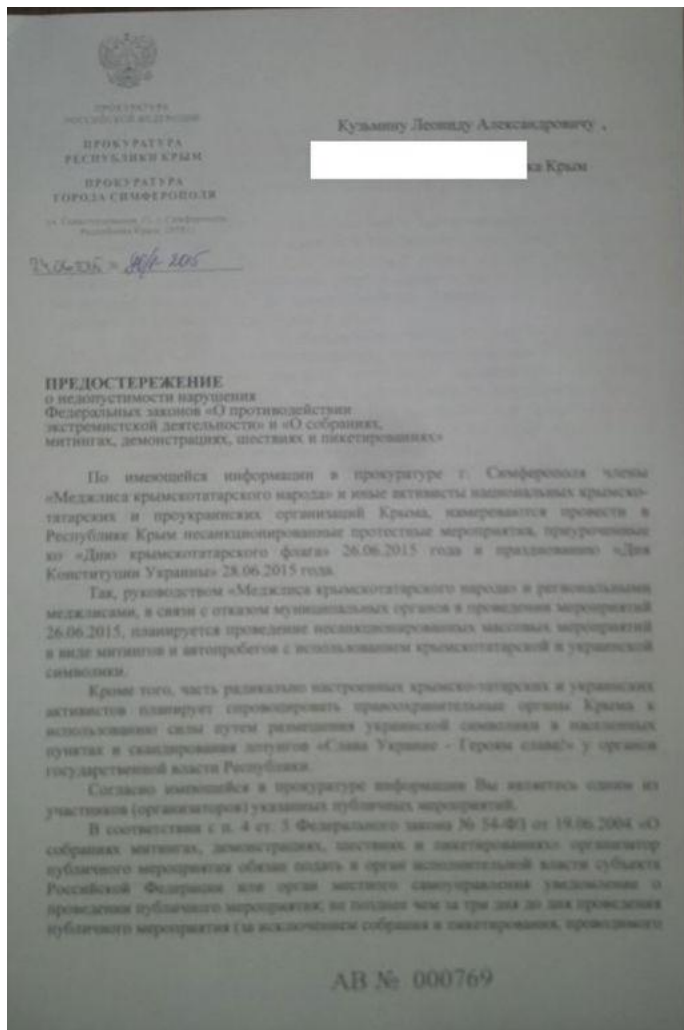 ПРОКУРАТУРА
РОССИЙСКОЙ ФЕДЕРАЦИИ
ПРОКУРАТУРА
РЕСПУБЛИКИ КРЫМ
ПРОКУРАТУРА
ГОРОДА СИМФЕРОПОЛЯ
Кузьмину Леониду Александровичу ,
Крым
2015
ПРЕДОСТЕРЕЖЕНИЕ
о недопустимости нарушения
Федеральных законов «О противодействии
экстремистской деятельности» и «О собраниях,
митингах, демонстрациях, шествиях и пикетированиях»
По имеющейся информации в прокуратуре г. Симферополя члены
«Меджлиса крымскотатарского народа» и иные активисты национальных крымско-
татарских и проукраинских организаций Крыма, намереваются провести в
Республике Крым несанкционированные протестные мероприятия, приуроченные
ко «Дню крымскотатарского флага» 26.06.2015 года и празднованию «Дня
Конституции Украины» 28.06.2015 года.
Так, руководством «Меджлиса крымскотатарского народа» и региональными
меджлисами, в связи с отказом муниципальных органов в проведении мероприятий
26.06.2015, планируется проведение несанкционированных массовых мероприятий
в виде митингов и автопробегов с использованием крымскотатарской и украинской
символики.
Кроме того, часть радикально настроенных крымско-татарских и украинских
активистов планирует спровоцировать правоохранительные органы Крыма к
использованию силы путем размещения украинской символики в населенных
пунктах и скандирования лозунгов «Слава Украине - Героям слава!» у органов
государственной власти Республики.
Согласно имеющейся в прокуратуре информации Вы являетесь одним из
участников (организаторов) указанных публичных мероприятий.
В соответствии с п. 4 ст. 5 Федерального закона № 54-ФЗ от 19.06.2004 «О
собраниях митингах, демонстрациях, шествиях и пикетированиях» организатор
публичного мероприятия обязан подать в орган исполнительной власти субъекта
Российской Федерации или орган местного самоуправления уведомление о
проведении публичного мероприятия; не позднее чем за три дня до дня проведения
публичного мероприятия (за исключением собрания и пикетирования, проводимого
АВ № 000769